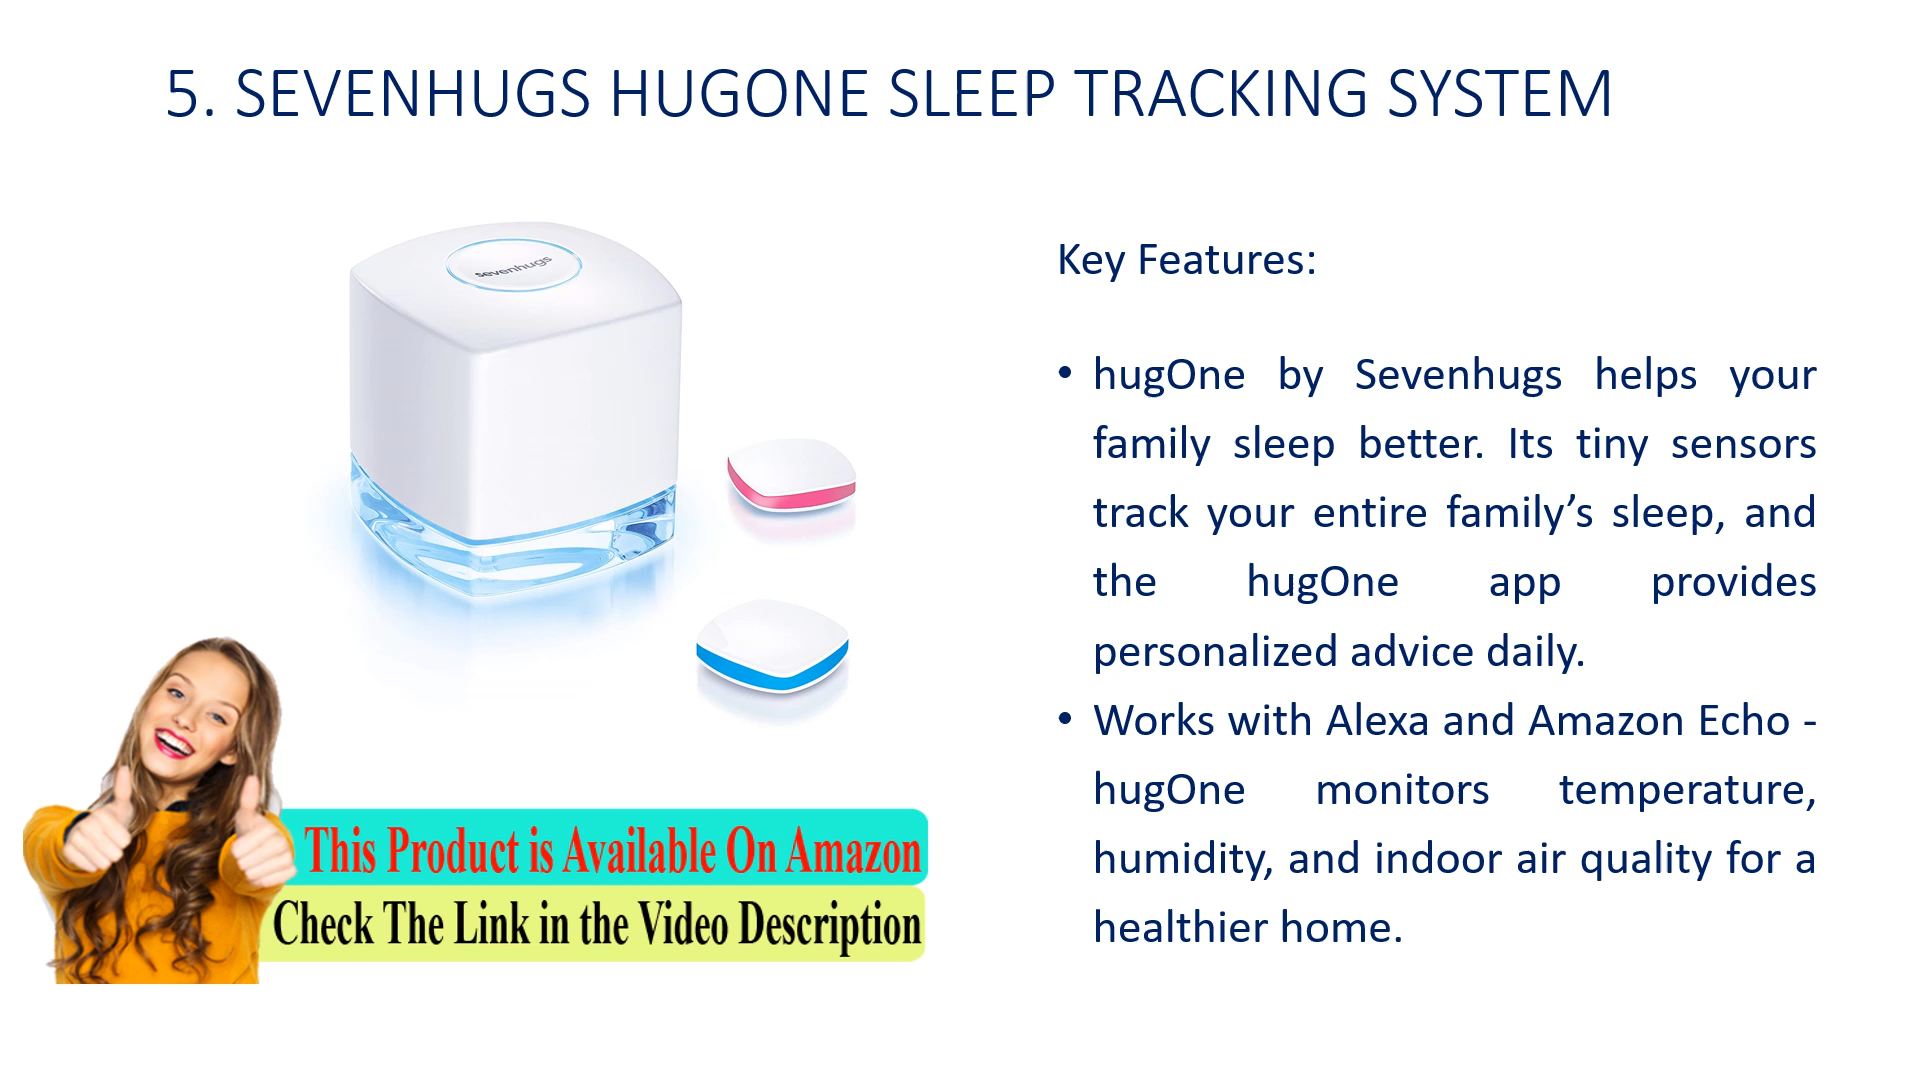 5. SEVENHUGS HUGONE SLEEP TRACKING SYSTEM
sevenhugs
Key Features:
• hugOne by Sevenhugs helps your
family sleep better. Its tiny sensors
track your entire family’s sleep, and
the hugOne app provides
personalized advice daily.
• Works with Alexa and Amazon Echo -
hugOne monitors temperature,
humidity, and indoor air quality for a
healthier home.
This Product is Available On Amazon
Check The Link in the Video Description